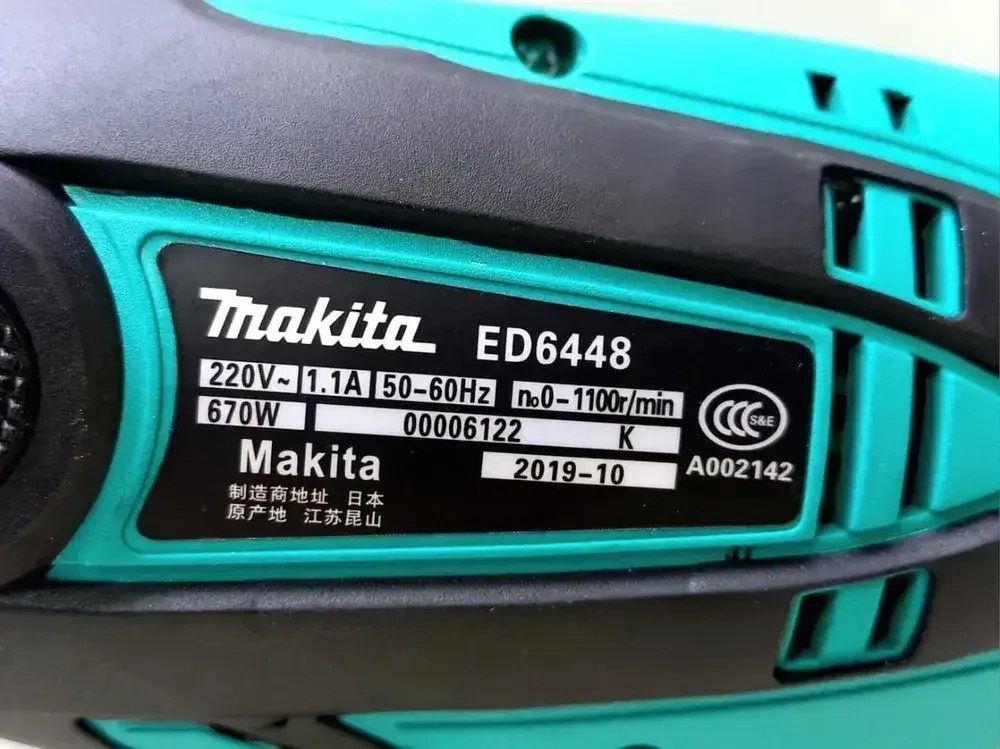 makita ED6448
220V~ 1.1A 50-60Hz n₀0-1100r/min
670W 00006122 K
CCC S&E
Makita 2019-10 A002142
制造商地址 日本
原产地 江苏昆山